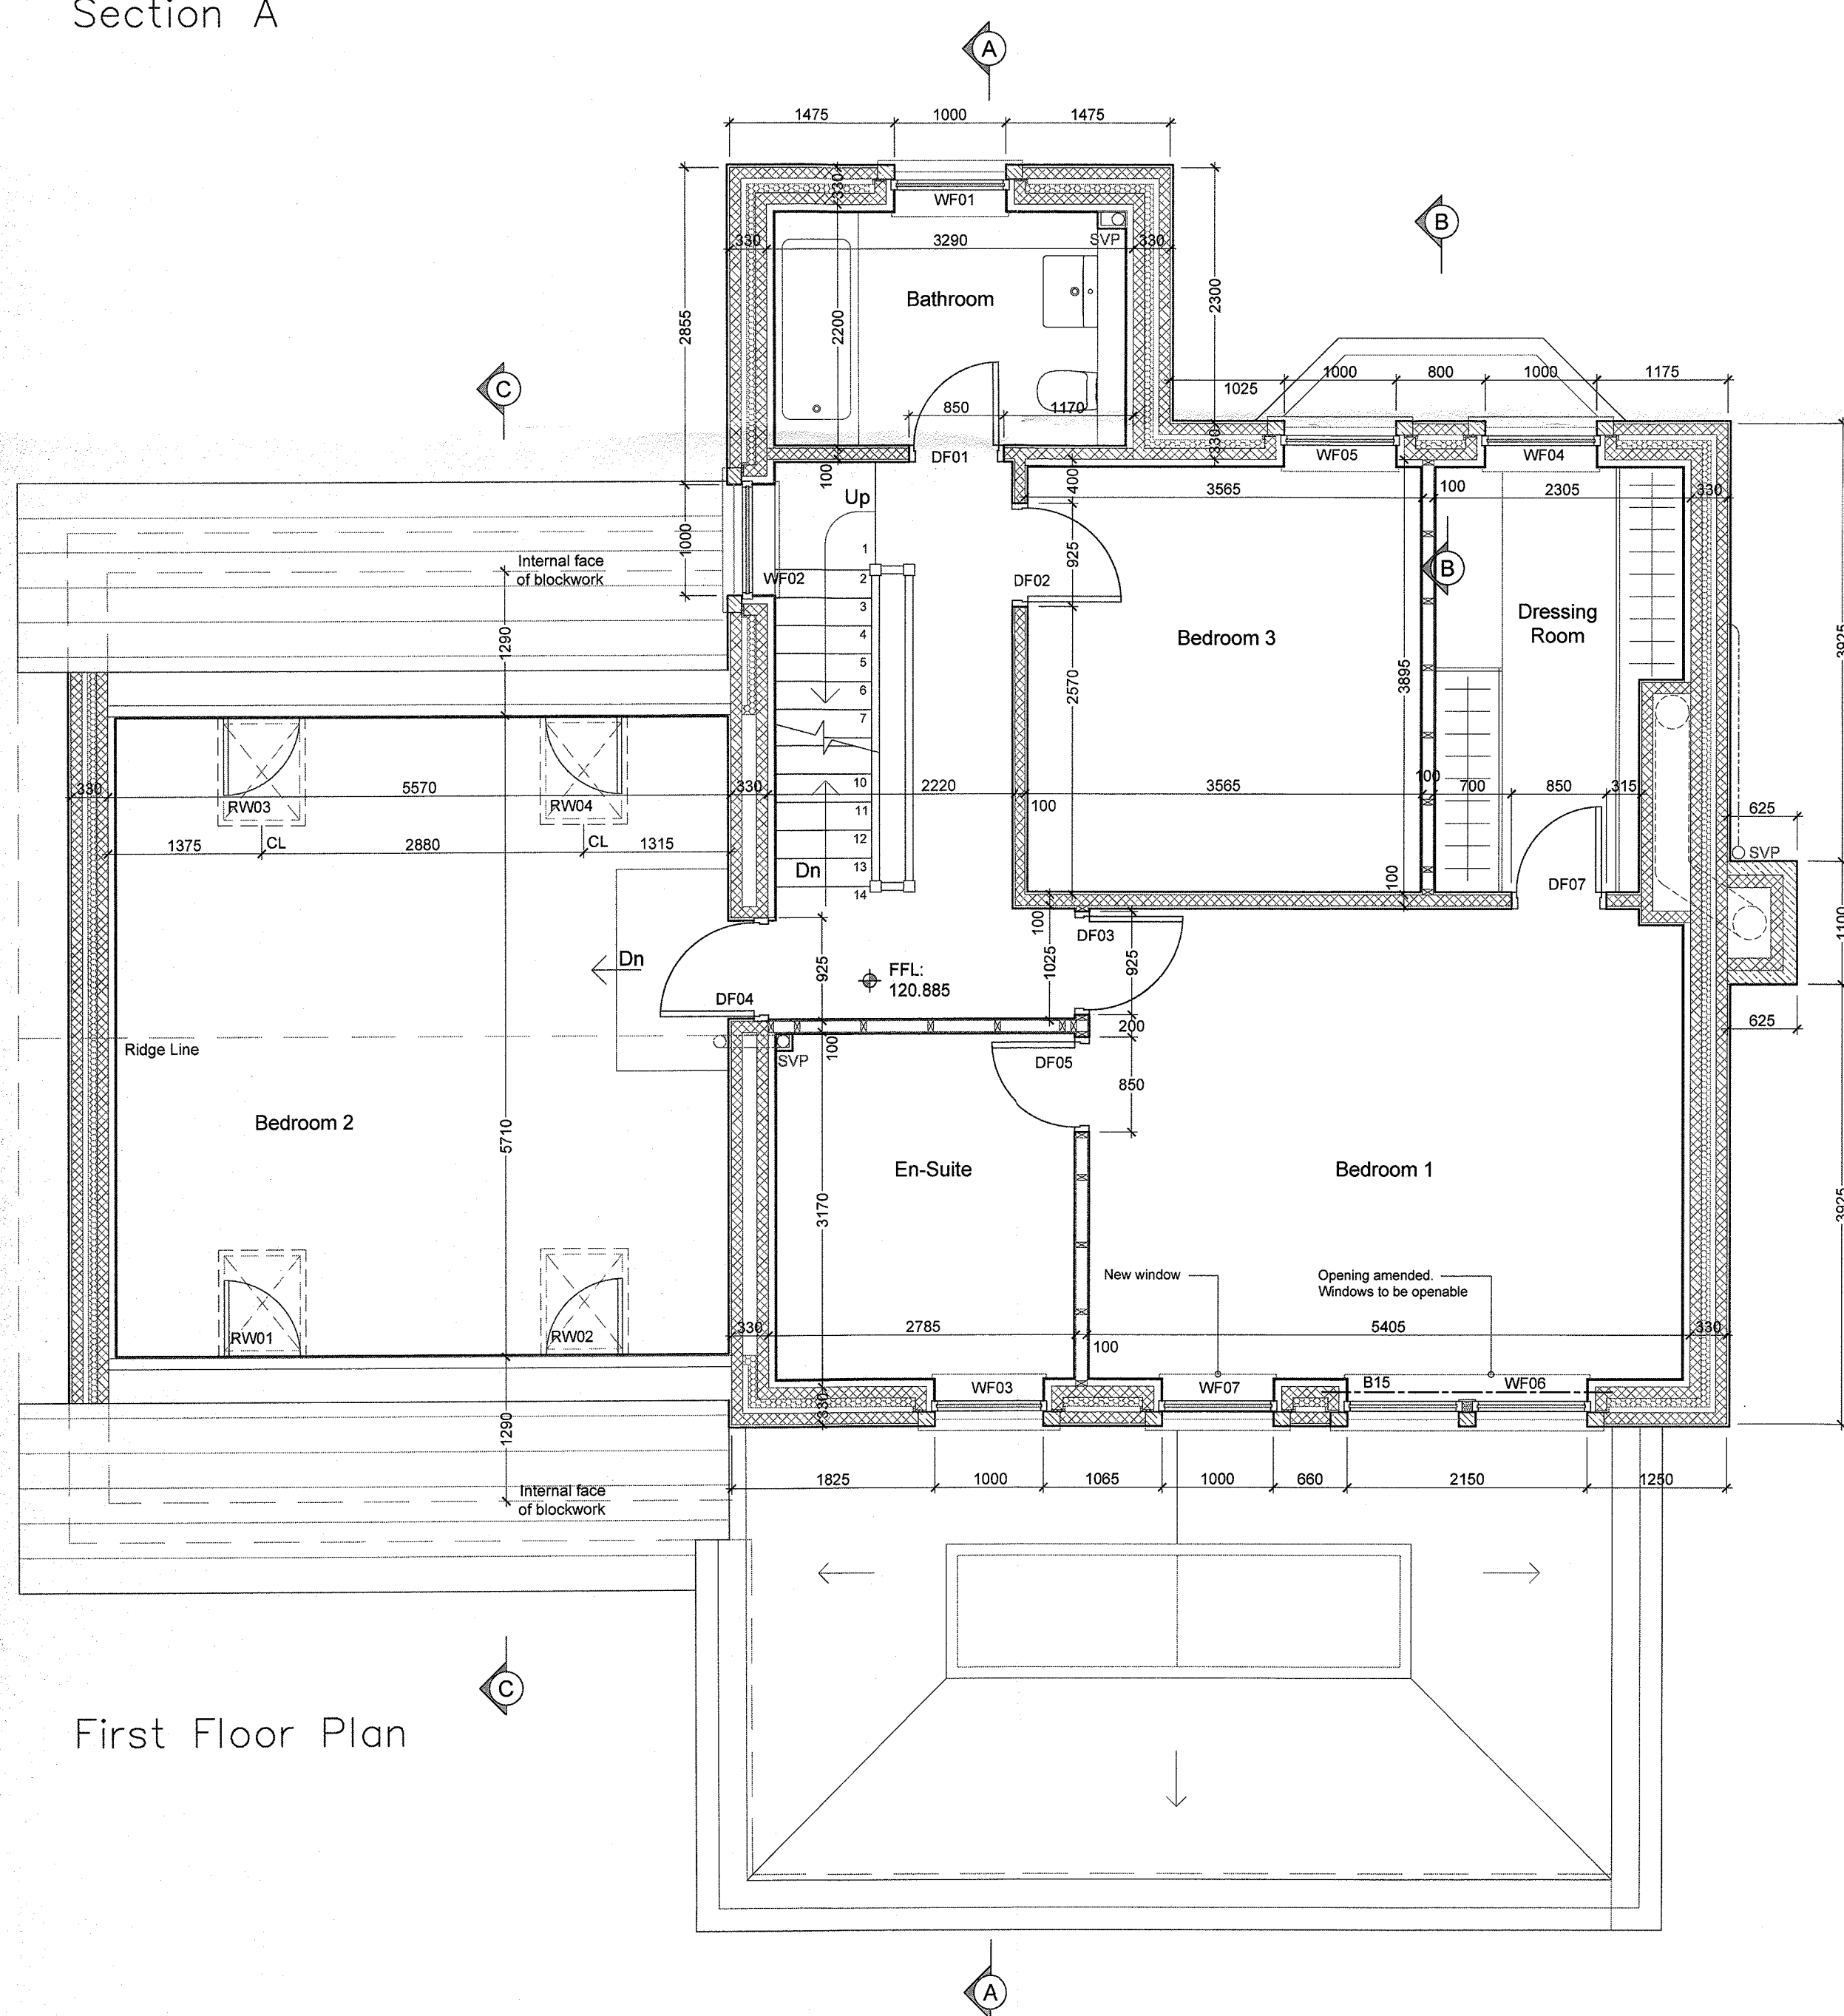 Section A
A
1475 1000 1475
330
WF01
B
330 3290 SVP 330
2855
Bathroom
2300
2200
C
1025 1000 800 1000 1175
850 1170
DF01
330
WF05 WF04
100
Up
400
3565 100 2305 330
1000
Internal face
of blockwork
WF02
1
2
3
4
5
6
7
10
11
12
13
14
DF02
925
B
Dressing
Room
Bedroom 3
3925
1290
2570
3895
330 5570 330 2220 100 3565 100 700 850 315
RW03 RW04
625
1375 CL 2880 CL 1315
SVP
Dn
100
DF07
100
DF03
1100
Dn
925
1025
925
FFL:
120.885
DF04
200
625
Ridge Line
SVP
100
DF05
850
Bedroom 2
5710
En-Suite
Bedroom 1
3170
3925
New window
Opening amended.
Windows to be openable
RW01 RW02
330 2785 100 5405 330
WF03 WF07 B15 WF06
330
1290
1825 1000 1065 1000 660 2150 1250
Internal face
of blockwork
C
First Floor Plan
A